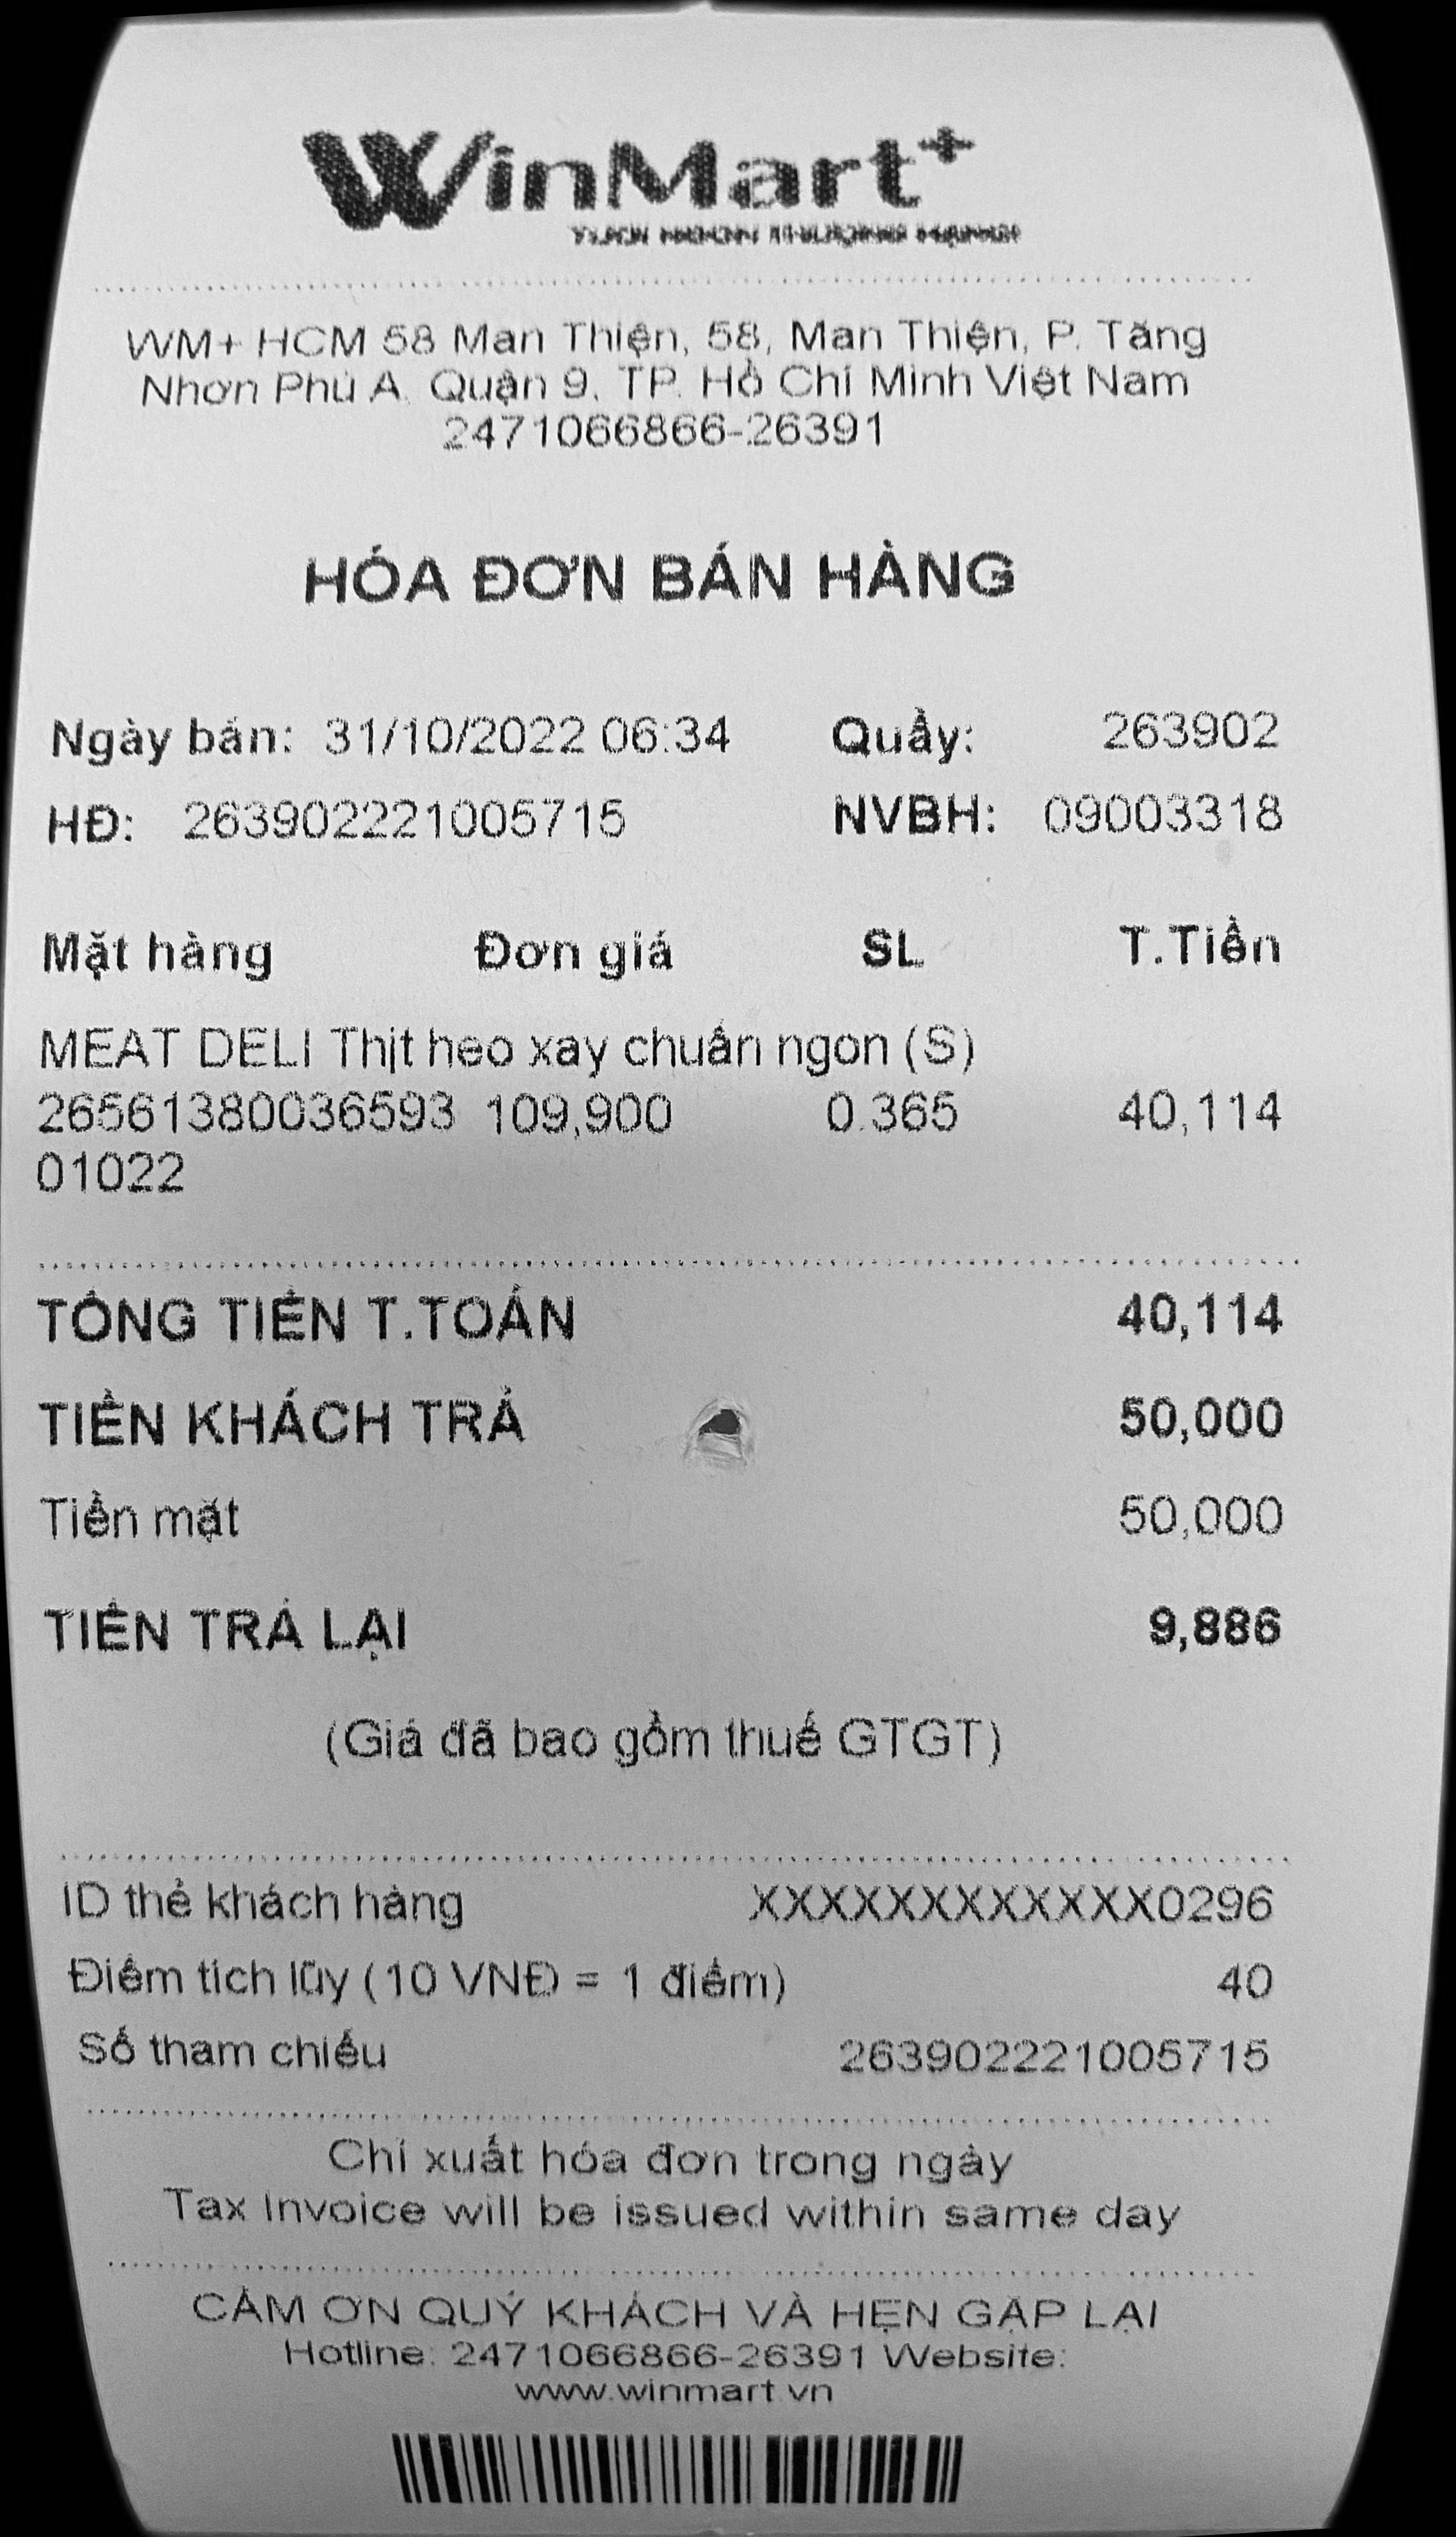 WinMart+
WM+ HCM 58 Man Thiện, 58, Man Thiện, P. Tăng
Nhơn Phú A, Quận 9, TP. Hồ Chí Minh Việt Nam
2471066866-26391
HÓA ĐƠN BÁN HÀNG
Ngày bán: 31/10/2022 06:34 Quầy: 263902
HĐ: 263902221005715 NVBH: 09003318
Mặt hàng Đơn giá SL T.Tiền
MEAT DELI Thịt heo xay chuẩn ngon (S)
26561380036593 109,900 0.365 40,114
01022
TỔNG TIỀN T.TOÁN 40,114
TIỀN KHÁCH TRẢ 50,000
Tiền mặt 50,000
TIỀN TRẢ LẠI 9,886
(Giá đã bao gồm thuế GTGT)
ID thẻ khách hàng XXXXXXXXXXXX0296
Điểm tích lũy (10 VNĐ = 1 điểm) 40
Số tham chiếu 263902221005715
Chỉ xuất hóa đơn trong ngày
Tax Invoice will be issued within same day
CẢM ƠN QUÝ KHÁCH VÀ HẸN GẶP LẠI
Hotline: 2471066866-26391 Website:
www.winmart.vn